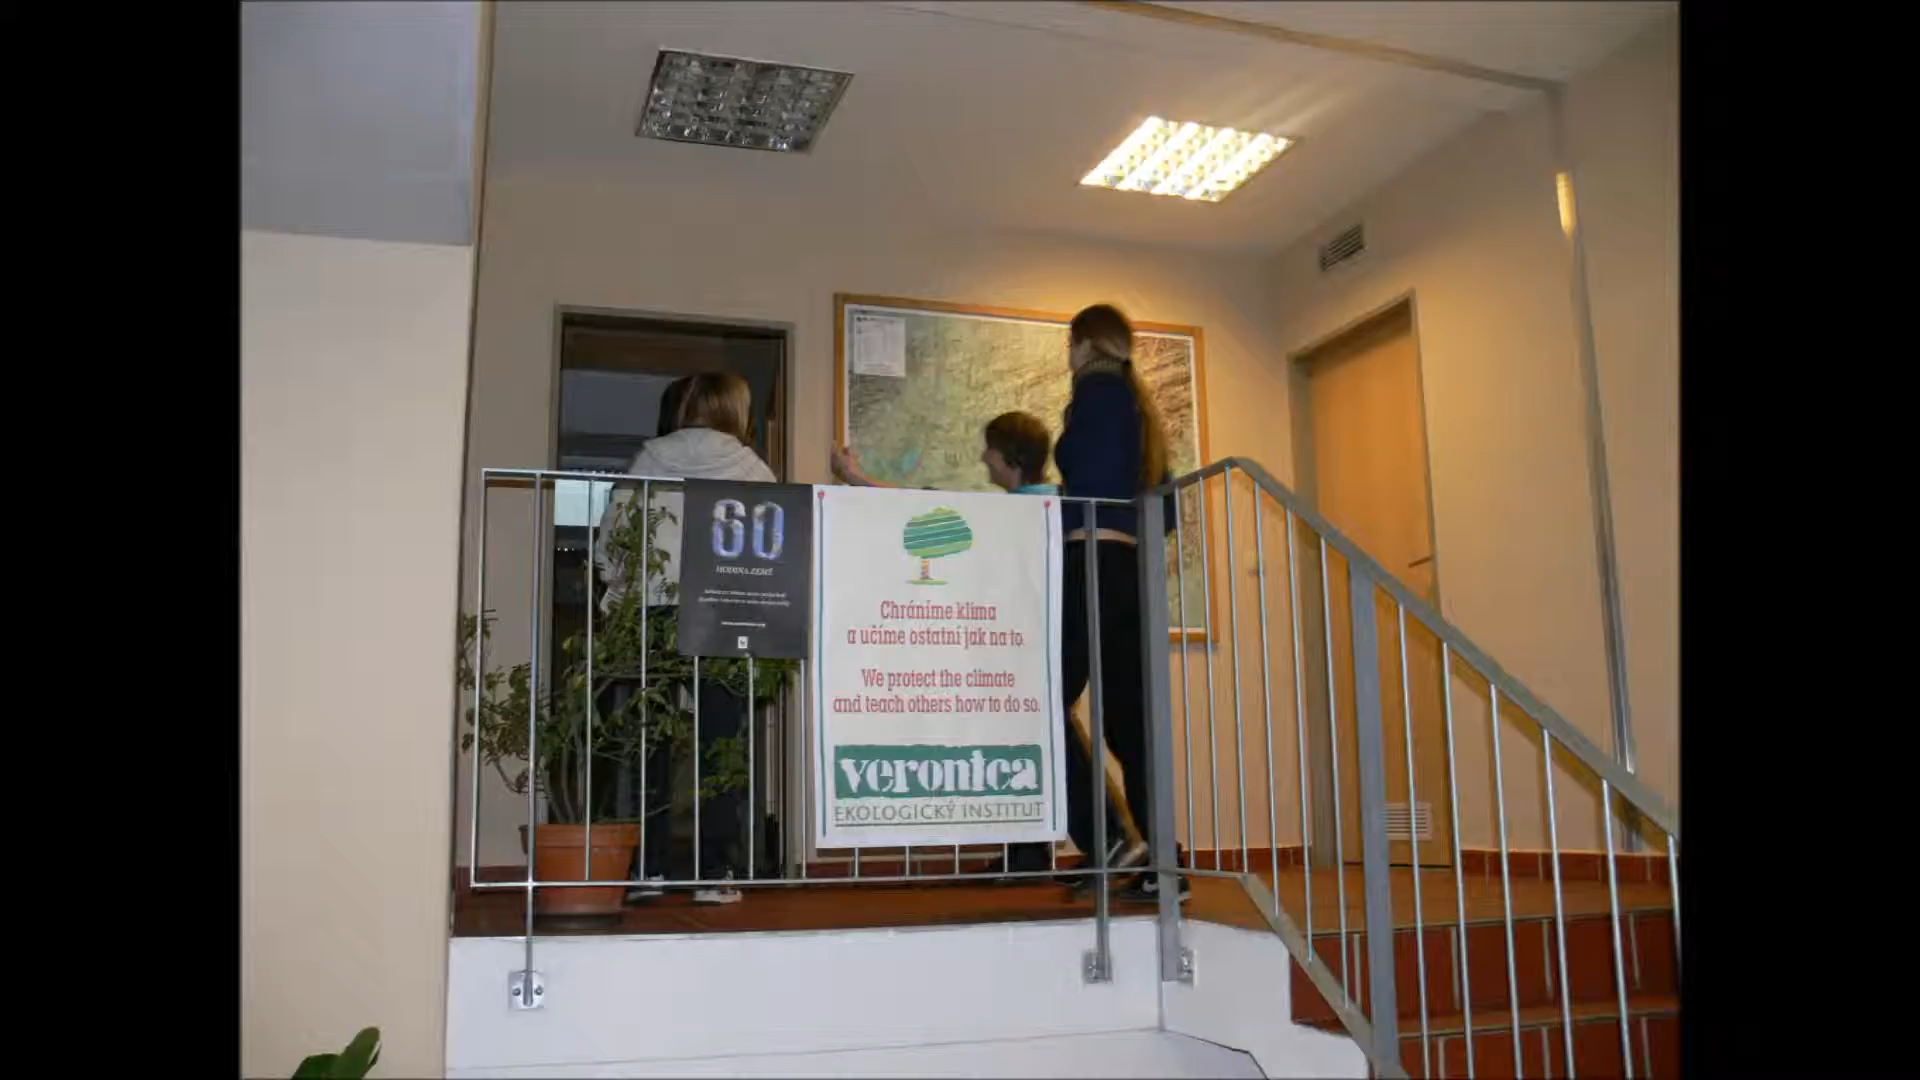 60
HODINA ZEMĚ
Chráníme klima
a učíme ostatní jak na to.
We protect the climate
and teach others how to do so.
veronica
EKOLOGICKÝ INSTITUT